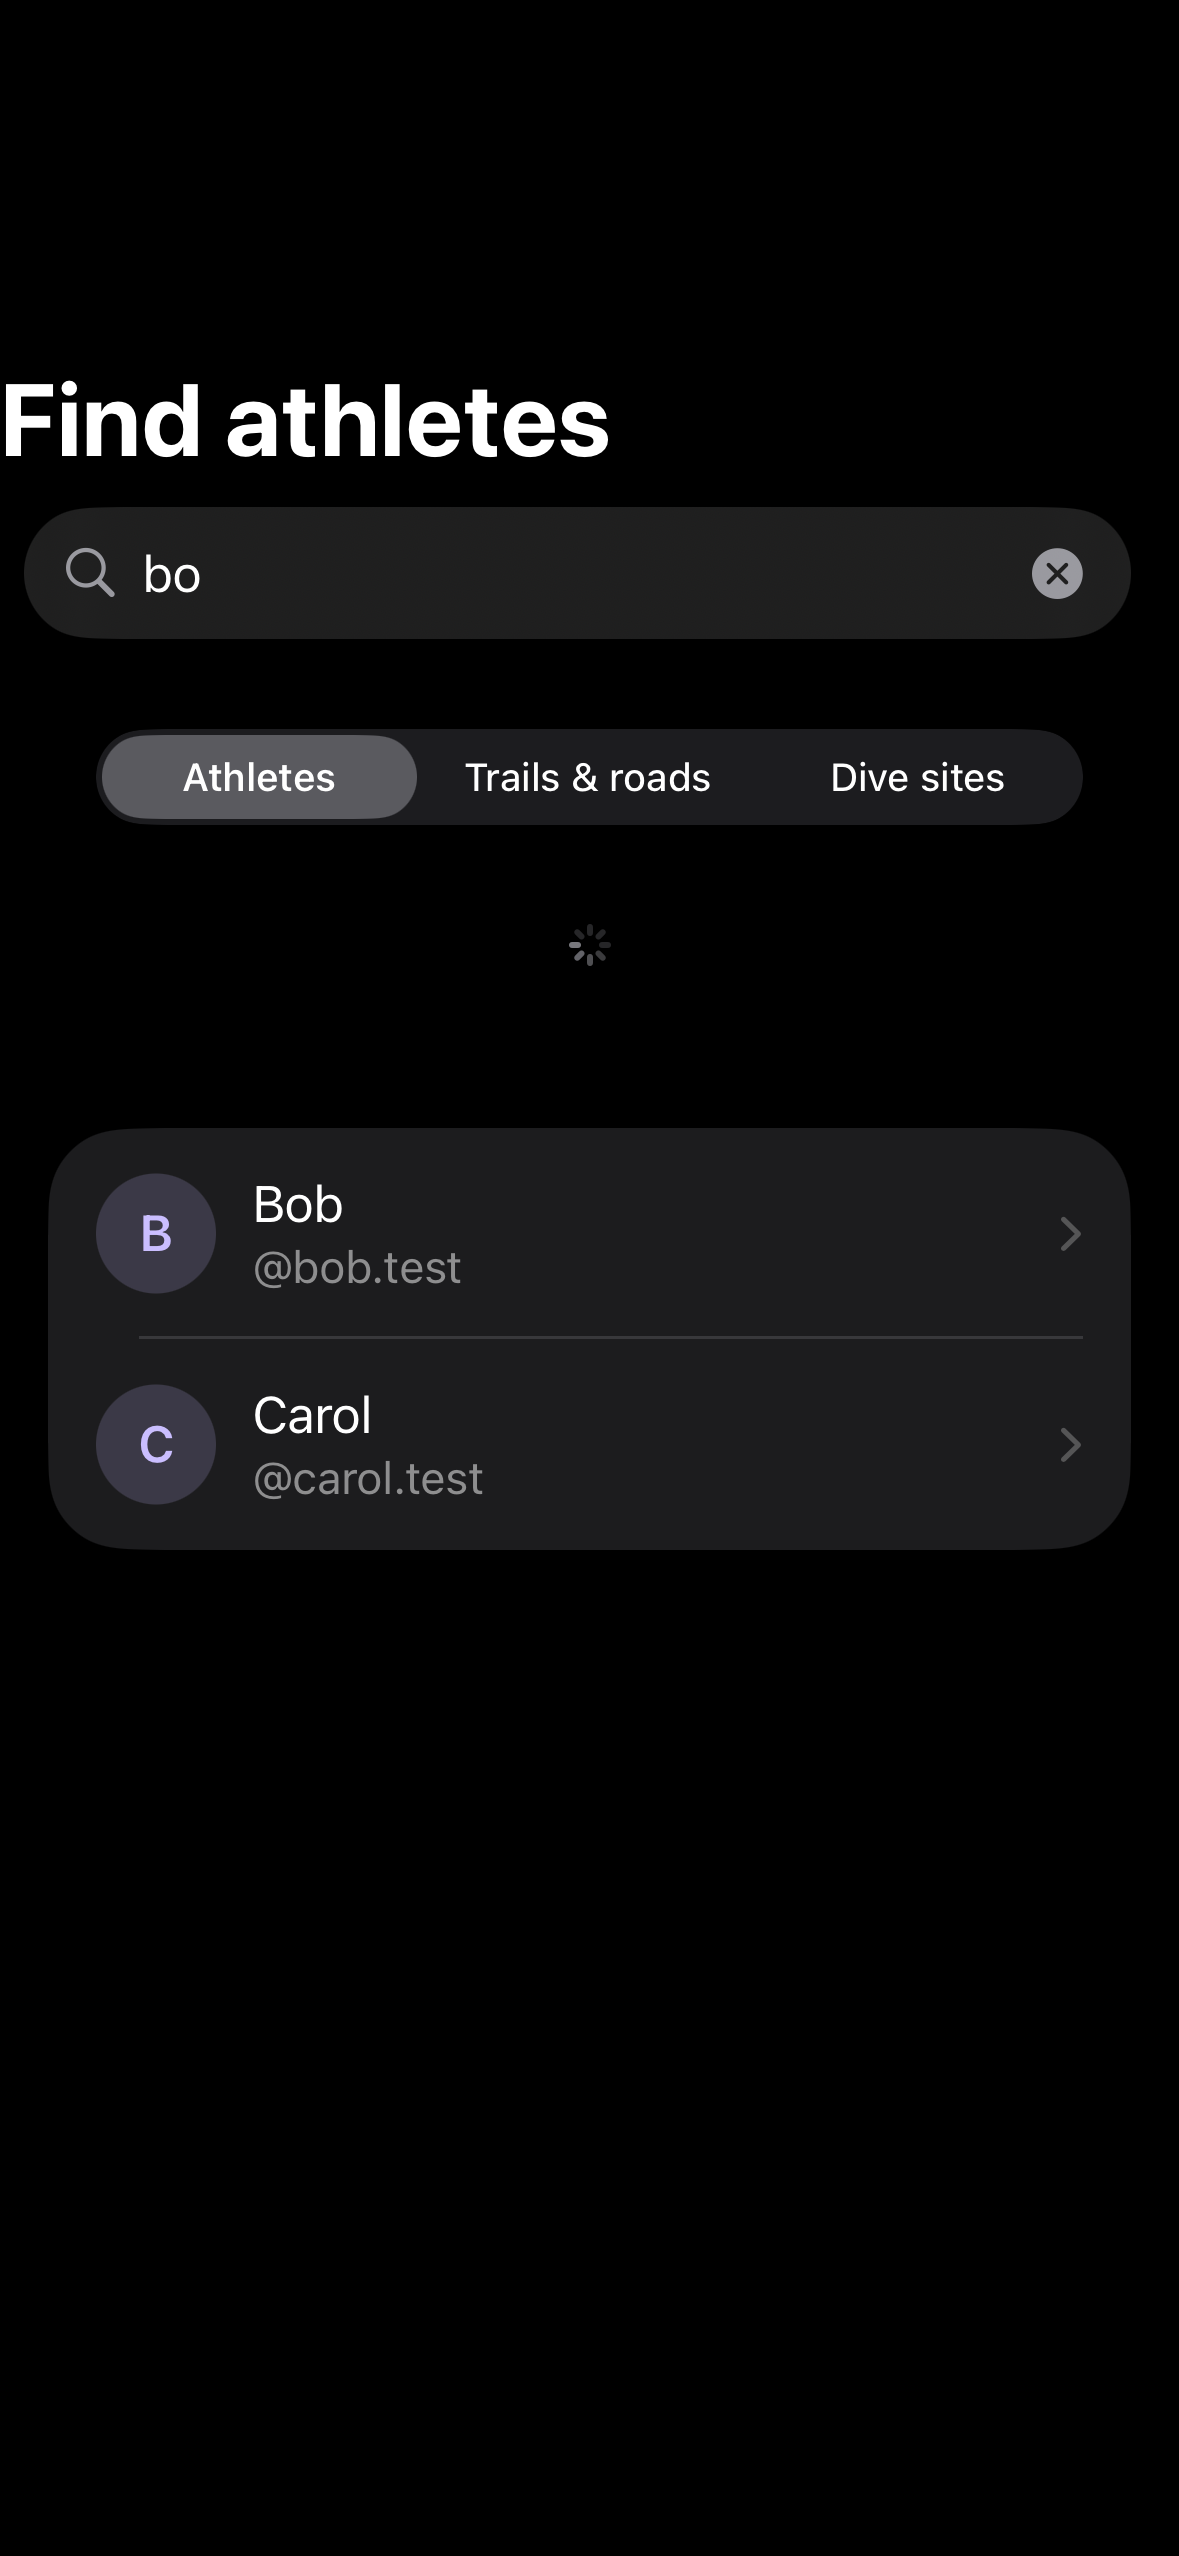 Find athletes
bo
Athletes Trails & roads Dive sites
B
Bob
@bob.test
C
Carol
@carol.test